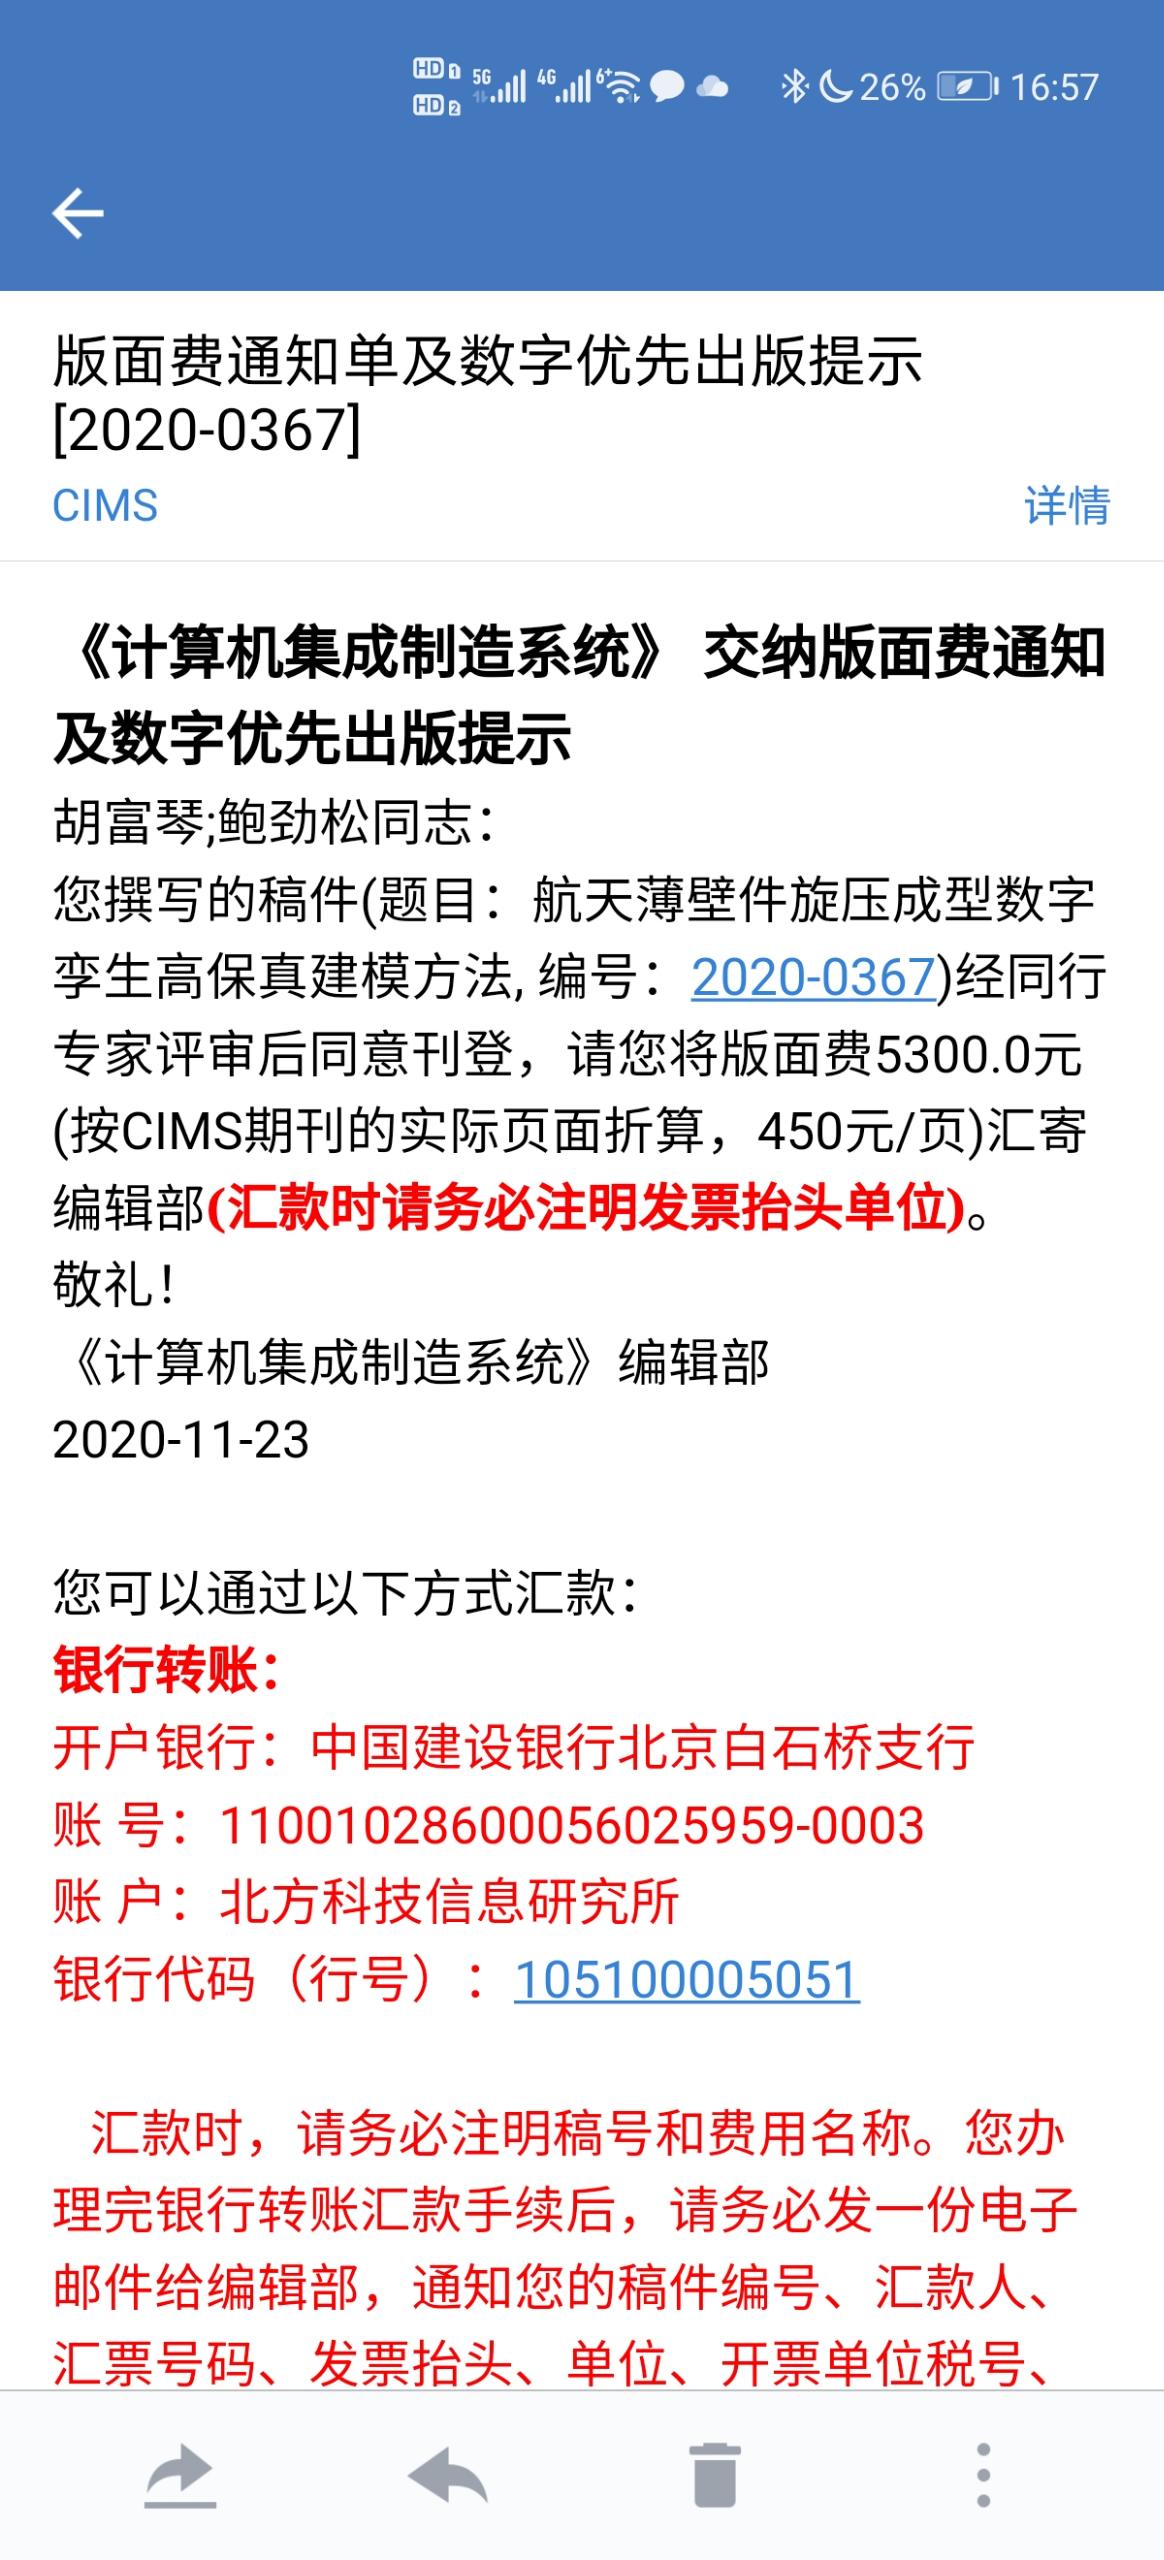 HD 1 5G 4G 6+ 26% 16:57
HD 2
版面费通知单及数字优先出版提示
[2020-0367]
CIMS 详情
《计算机集成制造系统》 交纳版面费通知
及数字优先出版提示
胡富琴;鲍劲松同志：
您撰写的稿件(题目：航天薄壁件旋压成型数字
孪生高保真建模方法, 编号：2020-0367)经同行
专家评审后同意刊登，请您将版面费5300.0元
(按CIMS期刊的实际页面折算，450元/页)汇寄
编辑部(汇款时请务必注明发票抬头单位)。
敬礼！
《计算机集成制造系统》编辑部
2020-11-23
您可以通过以下方式汇款：
银行转账：
开户银行：中国建设银行北京白石桥支行
账 号：11001028600056025959-0003
账 户：北方科技信息研究所
银行代码（行号）：105100005051
汇款时，请务必注明稿号和费用名称。您办
理完银行转账汇款手续后，请务必发一份电子
邮件给编辑部，通知您的稿件编号、汇款人、
汇票号码、发票抬头、单位、开票单位税号、